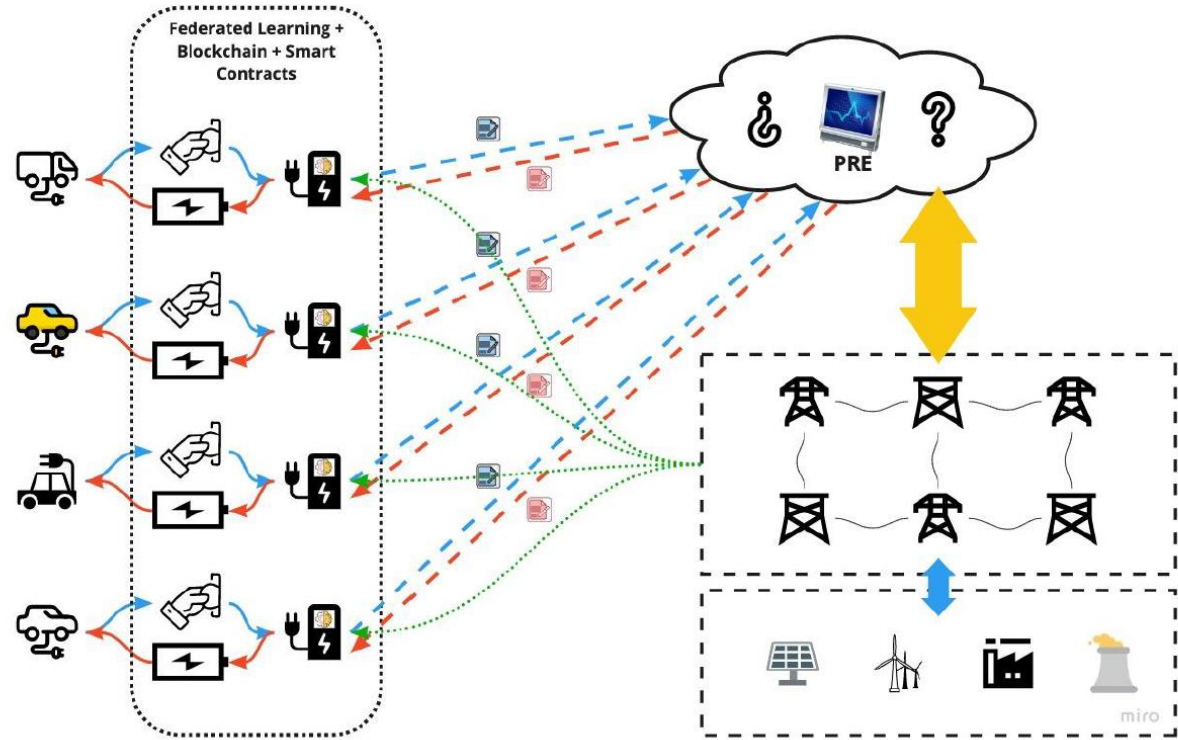 Federated Learning +
Blockchain + Smart
Contracts
¿
?
PRE
miro